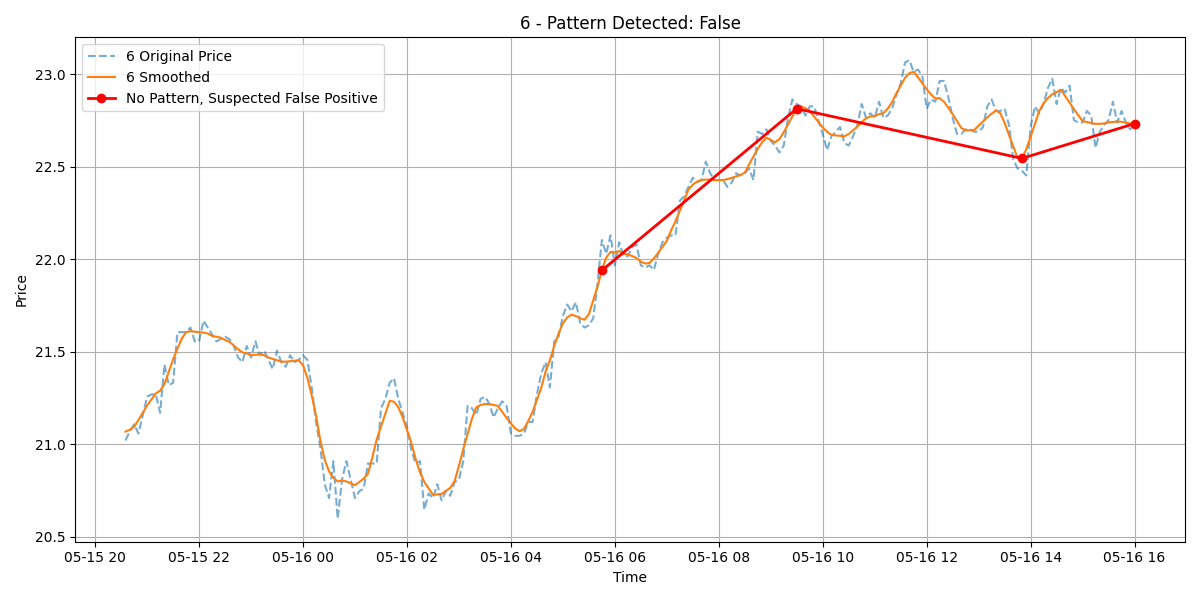 6 - Pattern Detected: False
6 Original Price
6 Smoothed
No Pattern, Suspected False Positive
Price
23.0
22.5
22.0
21.5
21.0
20.5
05-15 20 05-15 22 05-16 00 05-16 02 05-16 04 05-16 06 05-16 08 05-16 10 05-16 12 05-16 14 05-16 16
Time